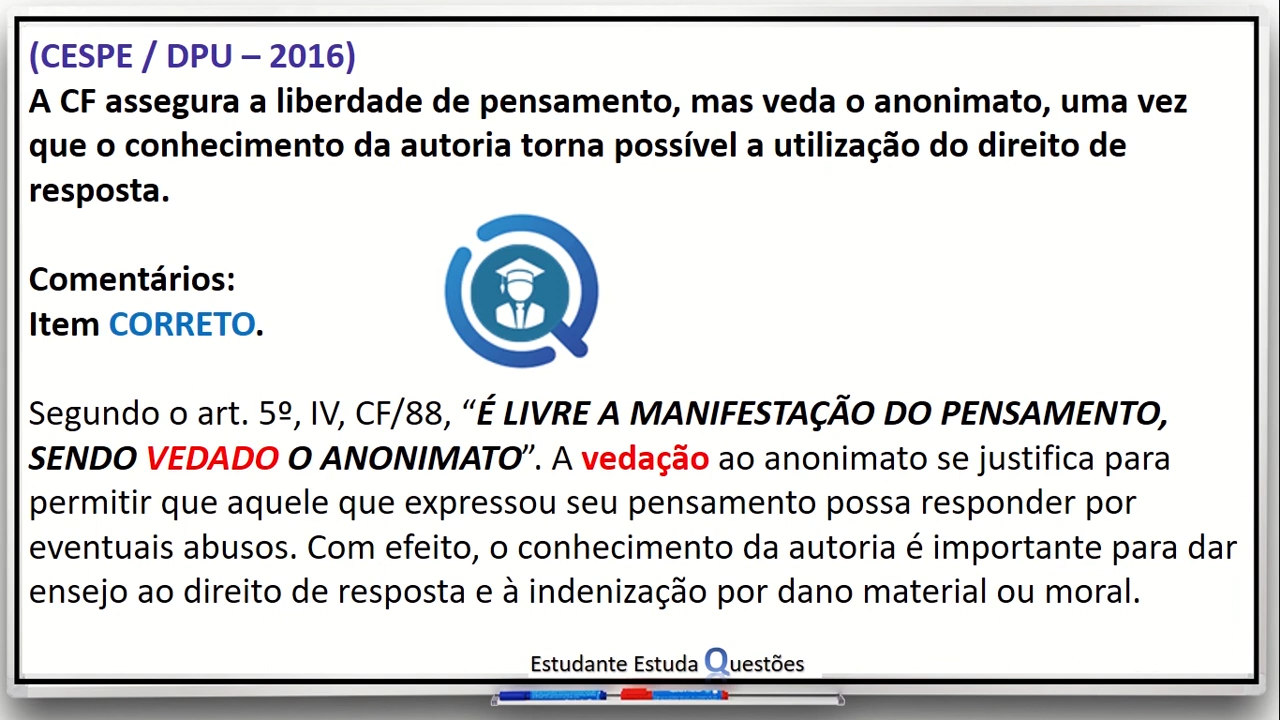 (CESPE / DPU – 2016)
A CF assegura a liberdade de pensamento, mas veda o anonimato, uma vez
que o conhecimento da autoria torna possível a utilização do direito de
resposta.
Comentários:
Item CORRETO.
Segundo o art. 5º, IV, CF/88, “É LIVRE A MANIFESTAÇÃO DO PENSAMENTO,
SENDO VEDADO O ANONIMATO”. A vedação ao anonimato se justifica para
permitir que aquele que expressou seu pensamento possa responder por
eventuais abusos. Com efeito, o conhecimento da autoria é importante para dar
ensejo ao direito de resposta e à indenização por dano material ou moral.
Estudante Estuda Questões